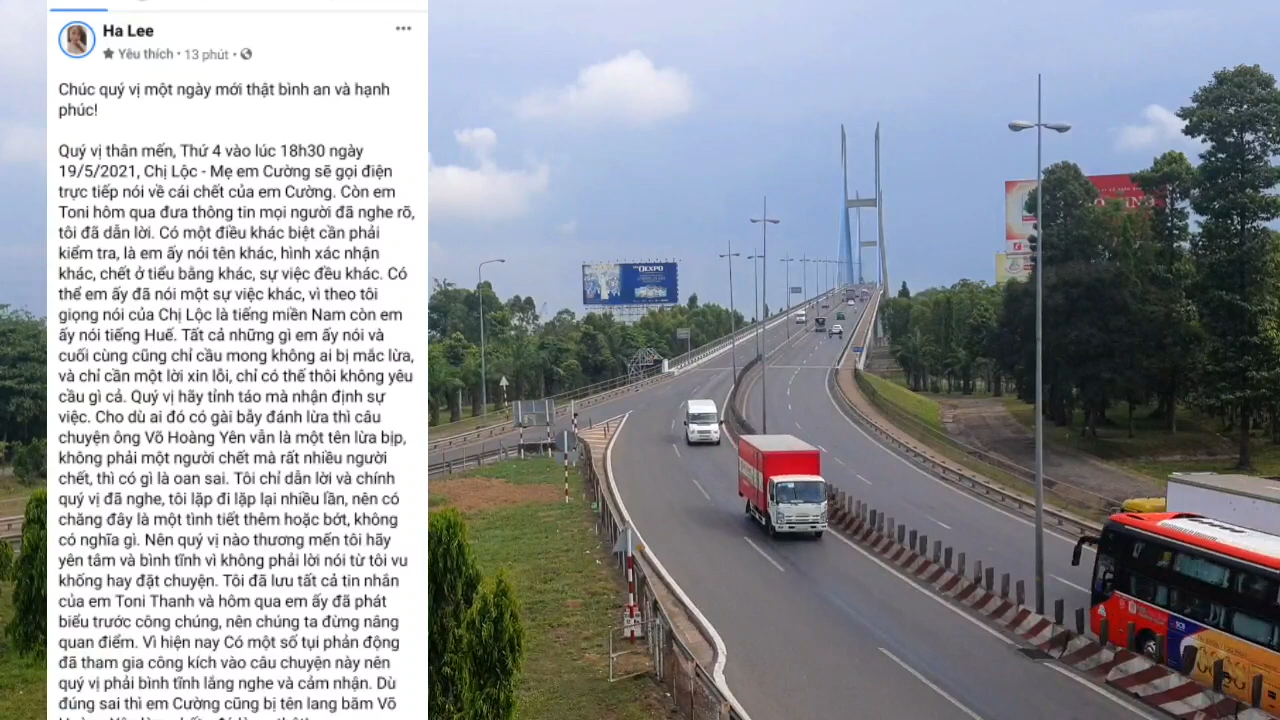 Ha Lee
Yêu thích • 13 phút •
Chúc quý vị một ngày mới thật bình an và hạnh
phúc!
Quý vị thân mến, Thứ 4 vào lúc 18h30 ngày
19/5/2021, Chị Lộc - Mẹ em Cường sẽ gọi điện
trực tiếp nói về cái chết của em Cường. Còn em
Toni hôm qua đưa thông tin mọi người đã nghe rõ,
tôi đã dẫn lời. Có một điều khác biệt cần phải
kiểm tra, là em ấy nói tên khác, hình xác nhận
khác, chết ở tiểu bang khác, sự việc đều khác. Có
thể em ấy đã nói một sự việc khác, vì theo tôi
giọng nói của Chị Lộc là tiếng miền Nam còn em
ấy nói tiếng Huế. Tất cả những gì em ấy nói và
cuối cùng cũng chỉ cầu mong không ai bị mắc lừa,
và chỉ cần một lời xin lỗi, chỉ có thế thôi không yêu
cầu gì cả. Quý vị hãy tỉnh táo mà nhận định sự
việc. Cho dù ai đó có gài bẫy đánh lừa thì câu
chuyện ông Võ Hoàng Yên vẫn là một tên lừa bịp,
không phải một người chết mà rất nhiều người
chết, thì có gì là oan sai. Tôi chỉ dẫn lời và chính
quý vị đã nghe, tôi lặp đi lặp lại nhiều lần, nên có
chăng đây là một tình tiết thêm hoặc bớt, không
có nghĩa gì. Nên quý vị nào thương mến tôi hãy
yên tâm và bình tĩnh vì không phải lời nói từ tôi vu
khống hay đặt chuyện. Tôi đã lưu tất cả tin nhắn
của em Toni Thanh và hôm qua em ấy đã phát
biểu trước công chúng, nên chúng ta đừng nâng
quan điểm. Vì hiện nay Có một số tụi phản động
đã tham gia công kích vào câu chuyện này nên
quý vị phải bình tĩnh lắng nghe và cảm nhận. Dù
đúng sai thì em Cường cũng bị tên lang băm Võ